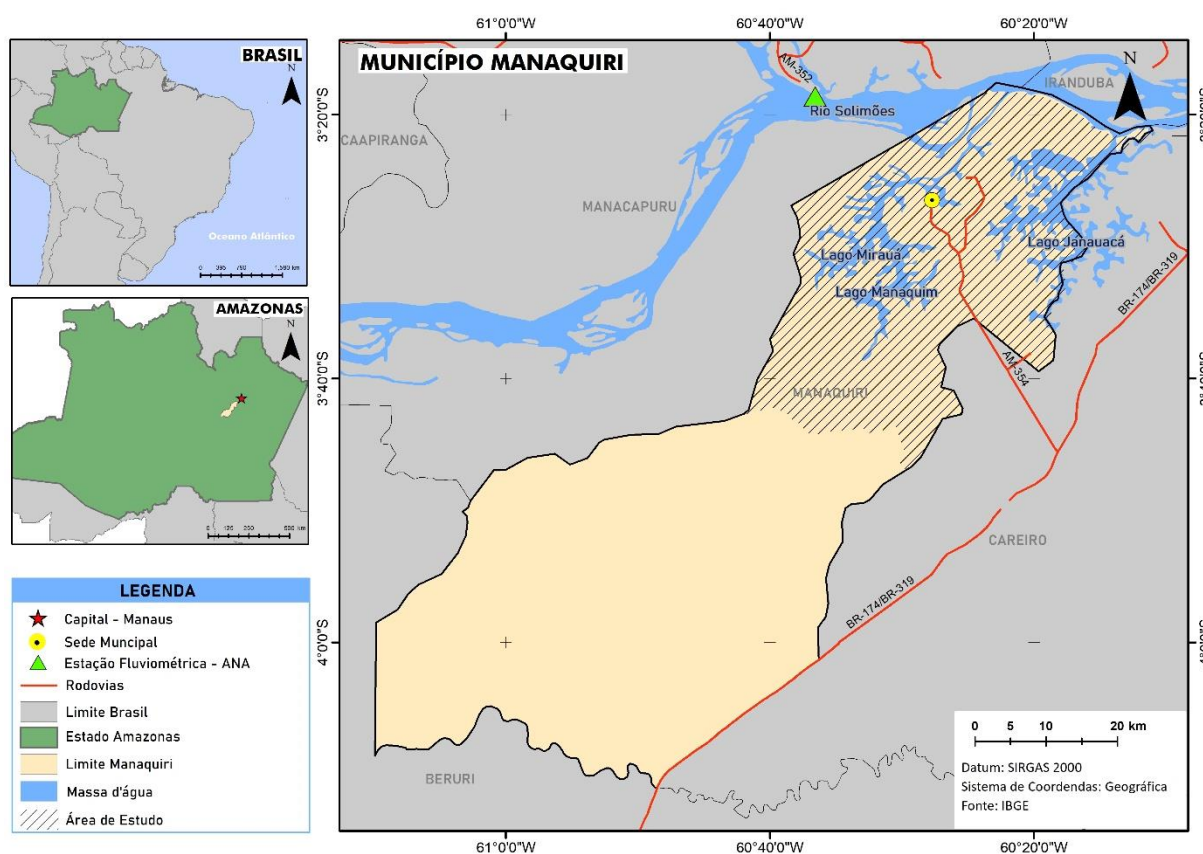 BRASIL
N
Oceano Atlântico
0 395 790 1,580 km
AMAZONAS
N
0 125 250 500 km
LEGENDA
Capital - Manaus
Sede Muncipal
Estação Fluviométrica - ANA
Rodovias
Limite Brasil
Estado Amazonas
Limite Manaquiri
Massa d'água
Área de Estudo
61°0'0"W 60°40'0"W 60°20'0"W
MUNICÍPIO MANAQUIRI
AM-352
N
IRANDUBA
Rio Solimões
3°20'0"S
CAAPIRANGA
MANACAPURU
Lago Janauacá
Lago Mirauá
Lago Manaquim
BR-174/BR-319
AM-354
3°40'0"S
MANAQUIRI
CAREIRO
BR-174/BR-319
4°0'0"S
BERURI
0 5 10 20 km
Datum: SIRGAS 2000
Sistema de Coordendas: Geográfica
Fonte: IBGE
61°0'0"W 60°40'0"W 60°20'0"W